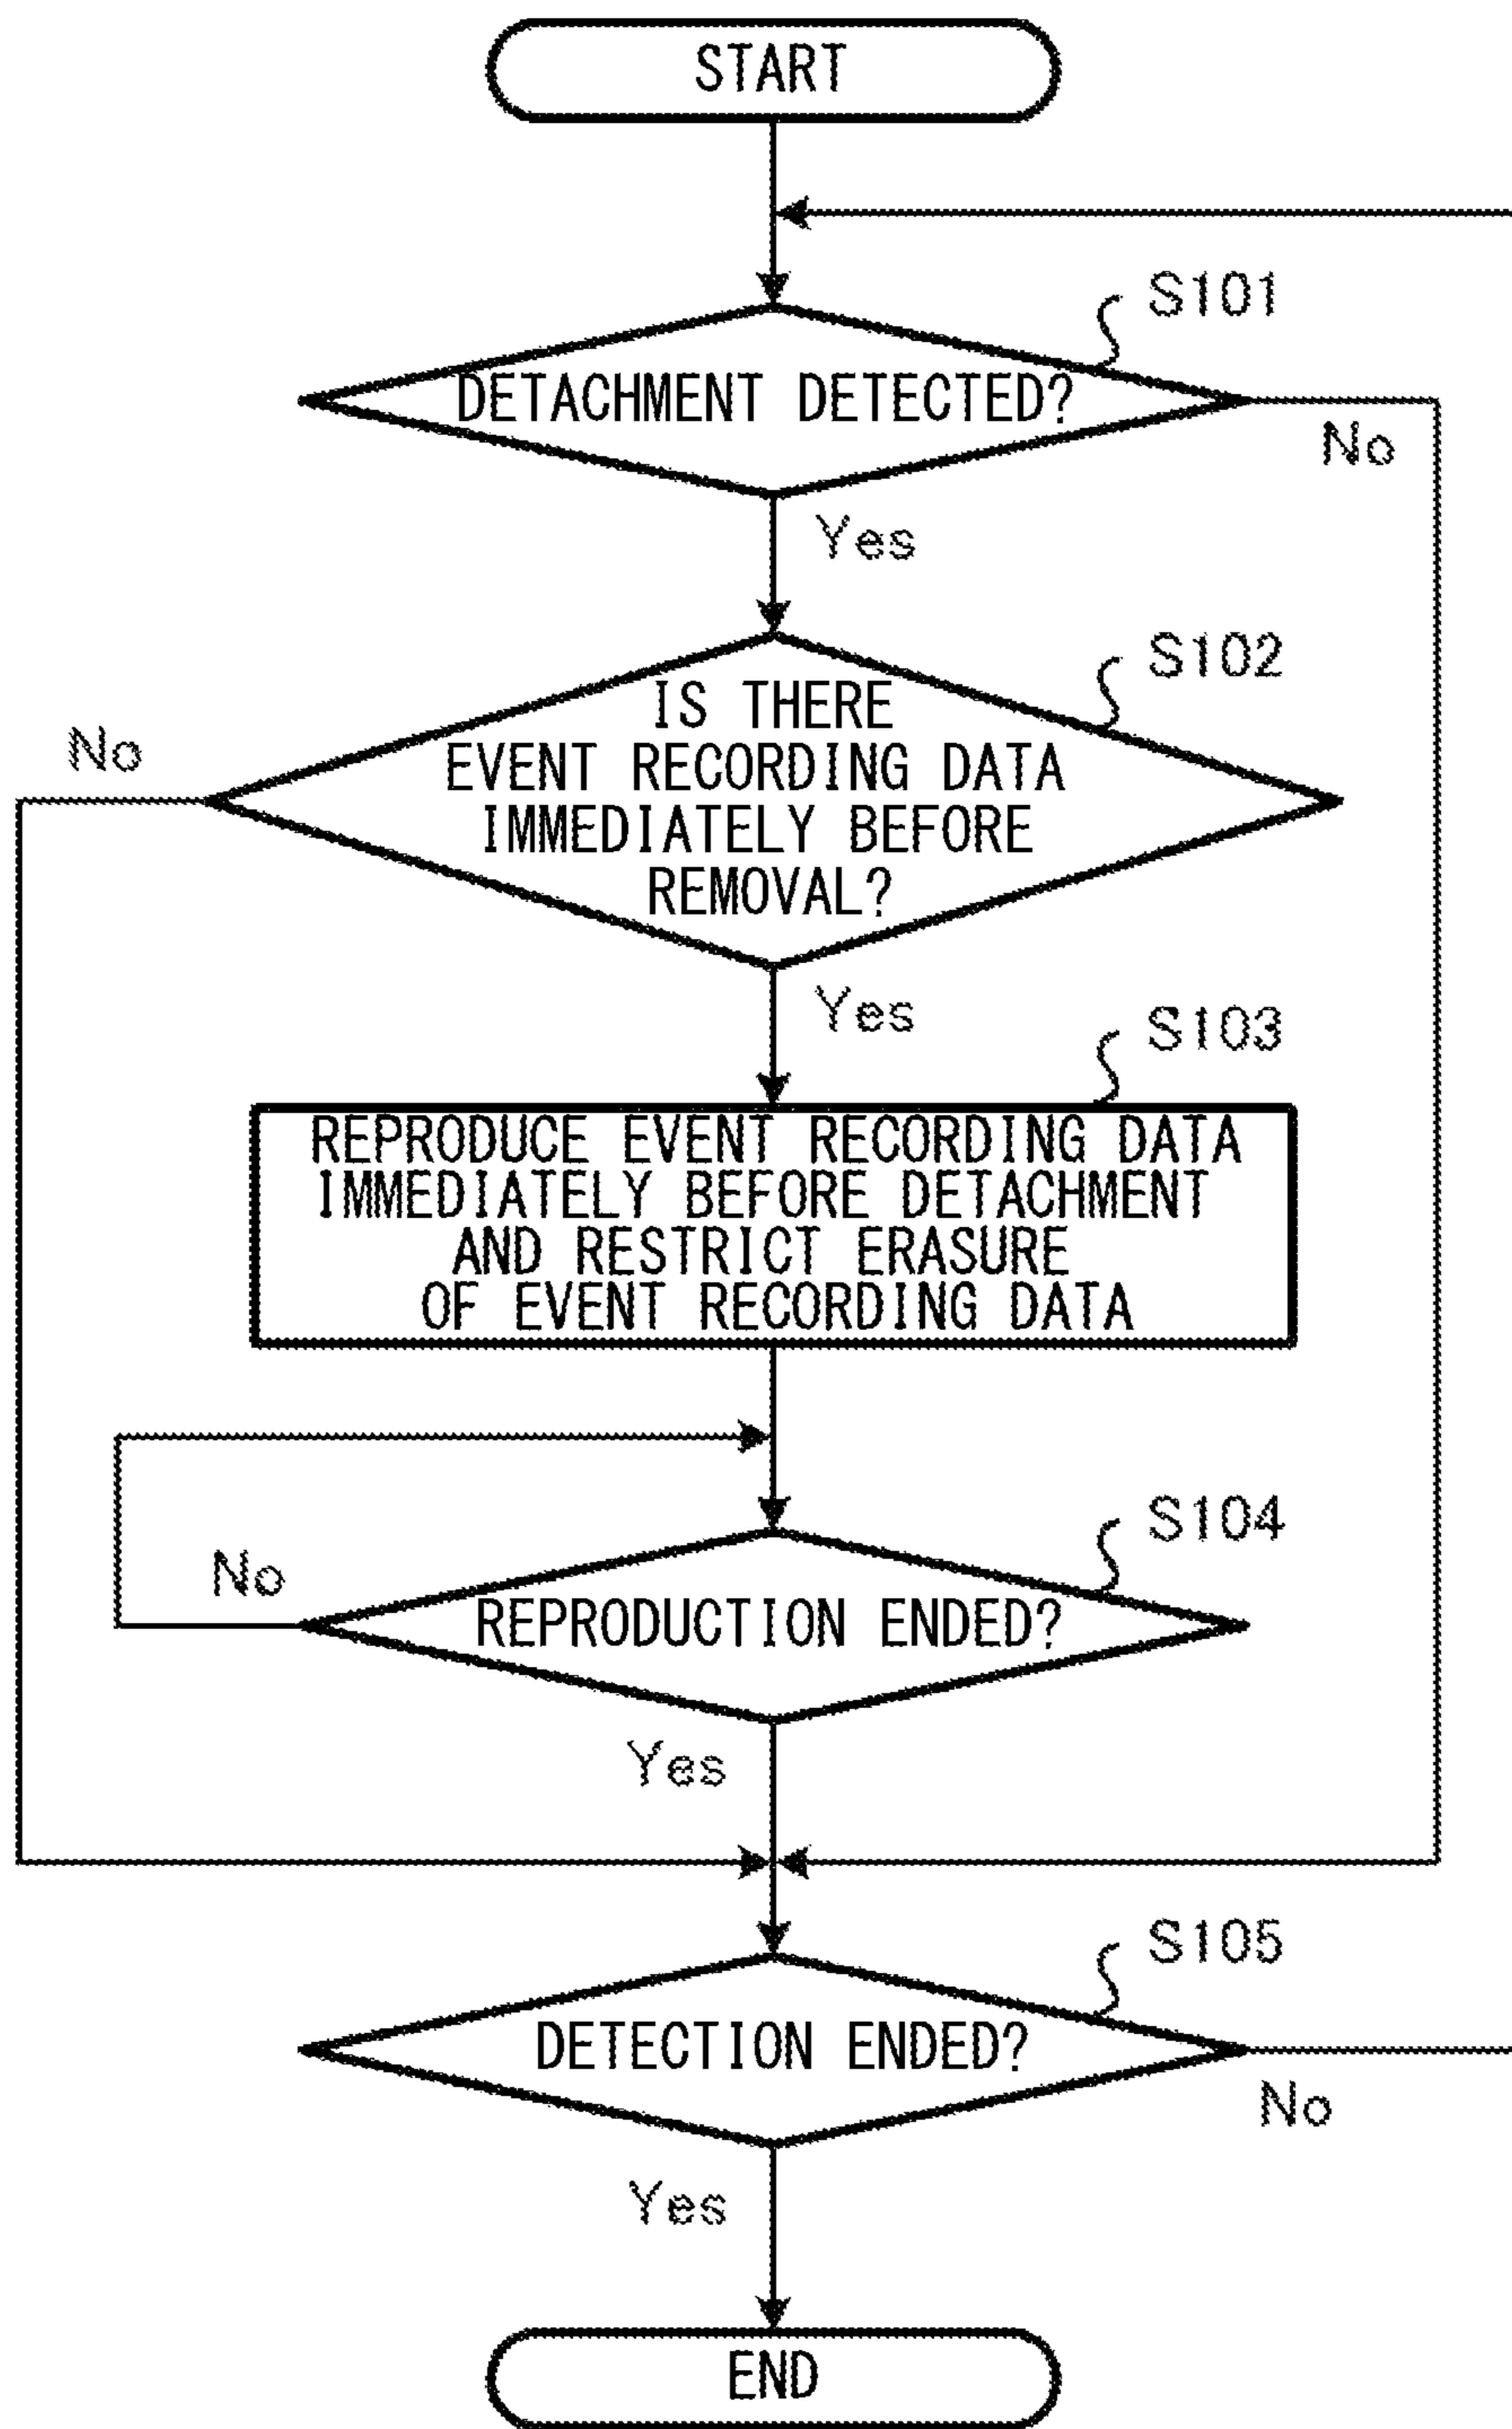 START
S101
DETACHMENT DETECTED?
No
Yes
S102
IS THERE
No
EVENT RECORDING DATA
IMMEDIATELY BEFORE
REMOVAL?
Yes
S103
REPRODUCE EVENT RECORDING DATA
IMMEDIATELY BEFORE DETACHMENT
AND RESTRICT ERASURE
OF EVENT RECORDING DATA
S104
No
REPRODUCTION ENDED?
Yes
S105
DETECTION ENDED?
No
Yes
END